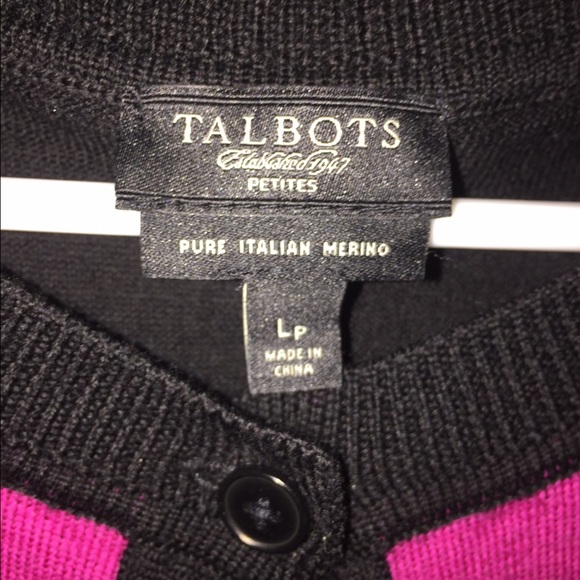 TALBOTS
Established 1947
PETITES
PURE ITALIAN MERINO
LP
MADE IN
CHINA